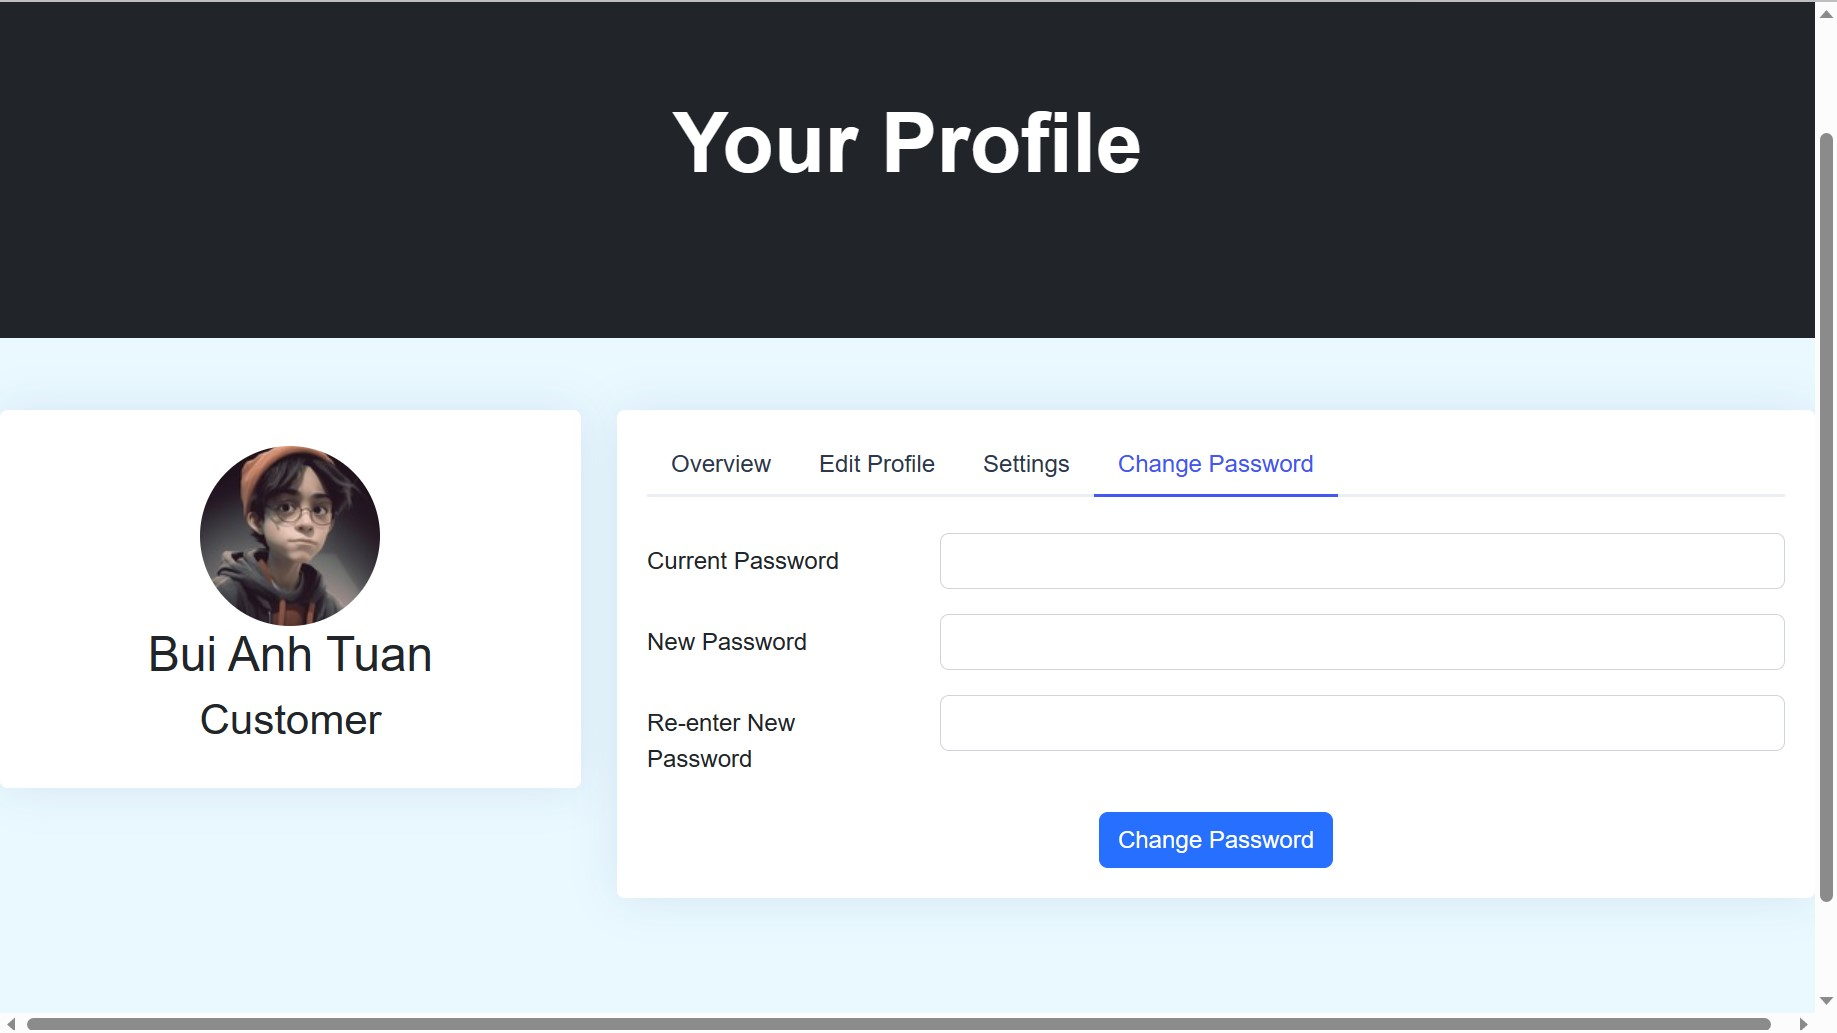 Your Profile
Bui Anh Tuan
Customer
Overview Edit Profile Settings Change Password
Current Password
New Password
Re-enter New
Password
Change Password